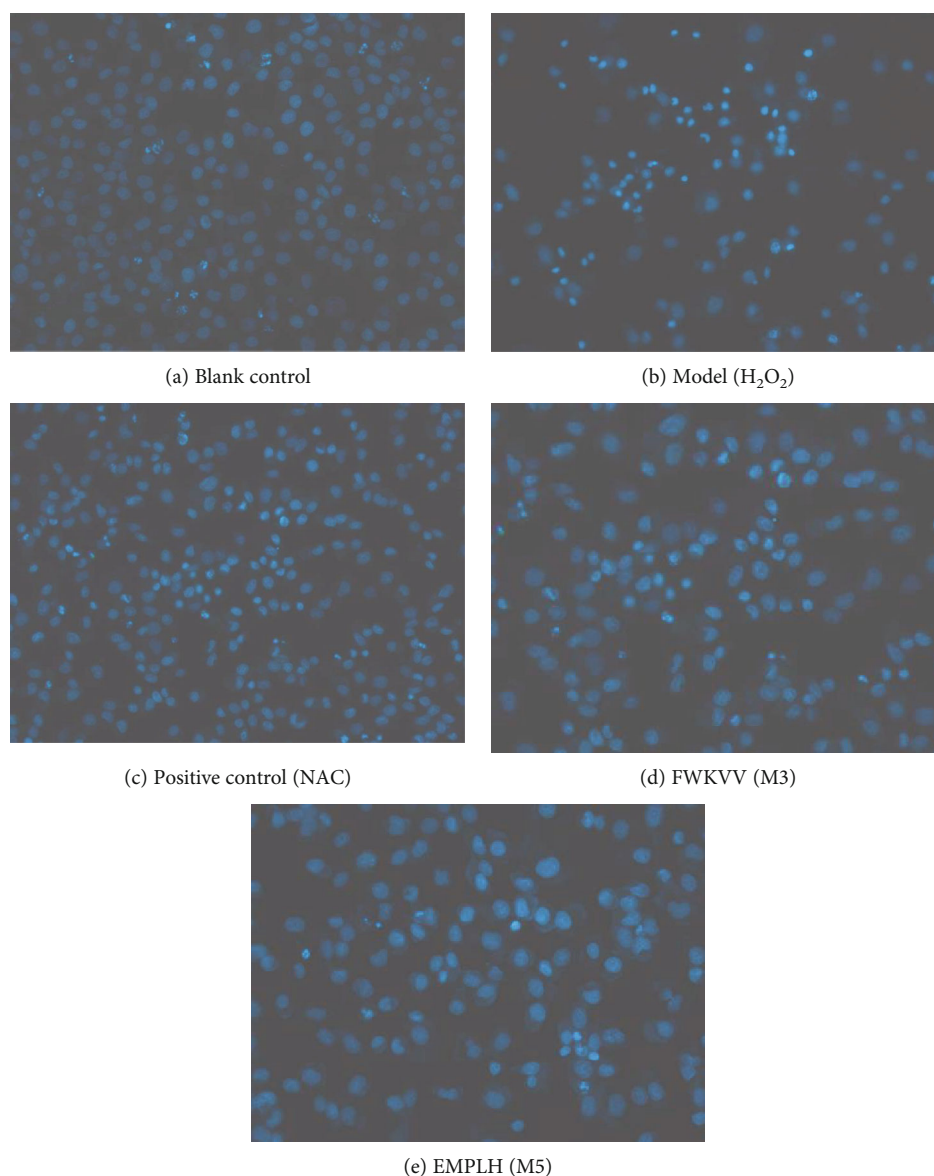 (a) Blank control
(b) Model (H₂O₂)
(c) Positive control (NAC)
(d) FWKVV (M3)
(e) EMPLH (M5)